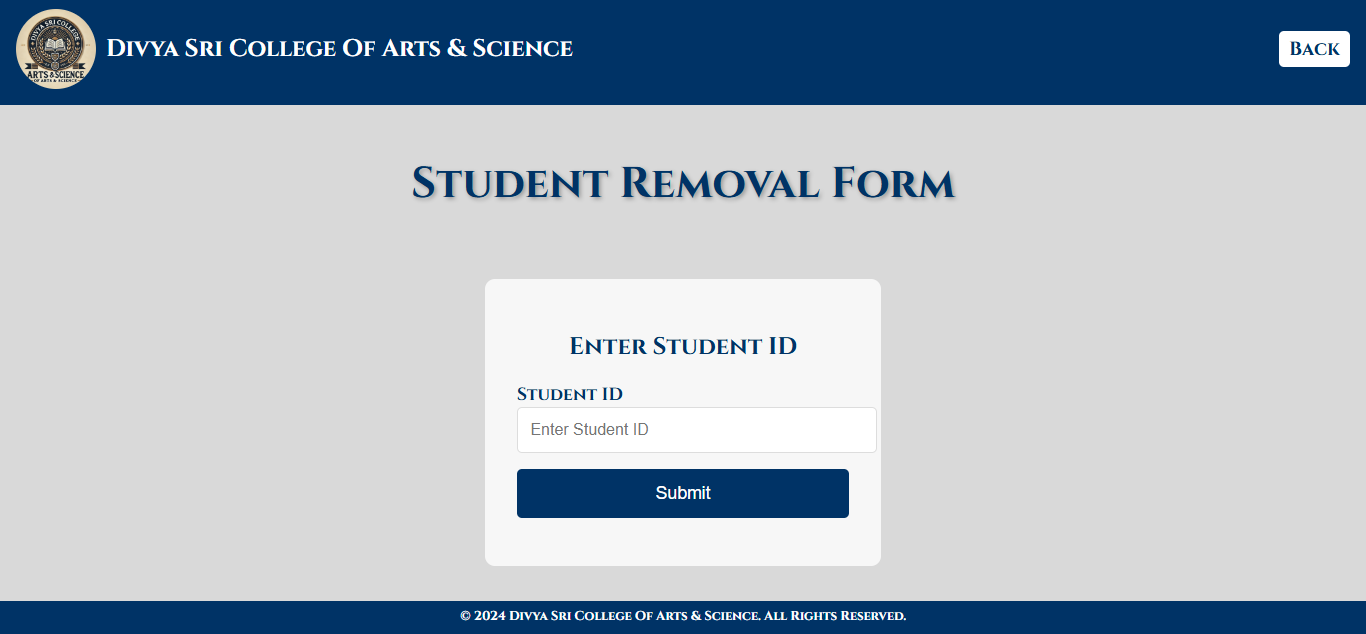 DIVYA SRI COLLEGE
ARTS & SCIENCE
OF ARTS & SCIENCE
Divya Sri College Of Arts & Science
Back
Student Removal Form
Enter Student ID
Student ID
Enter Student ID
Submit
© 2024 Divya Sri College Of Arts & Science. All Rights Reserved.